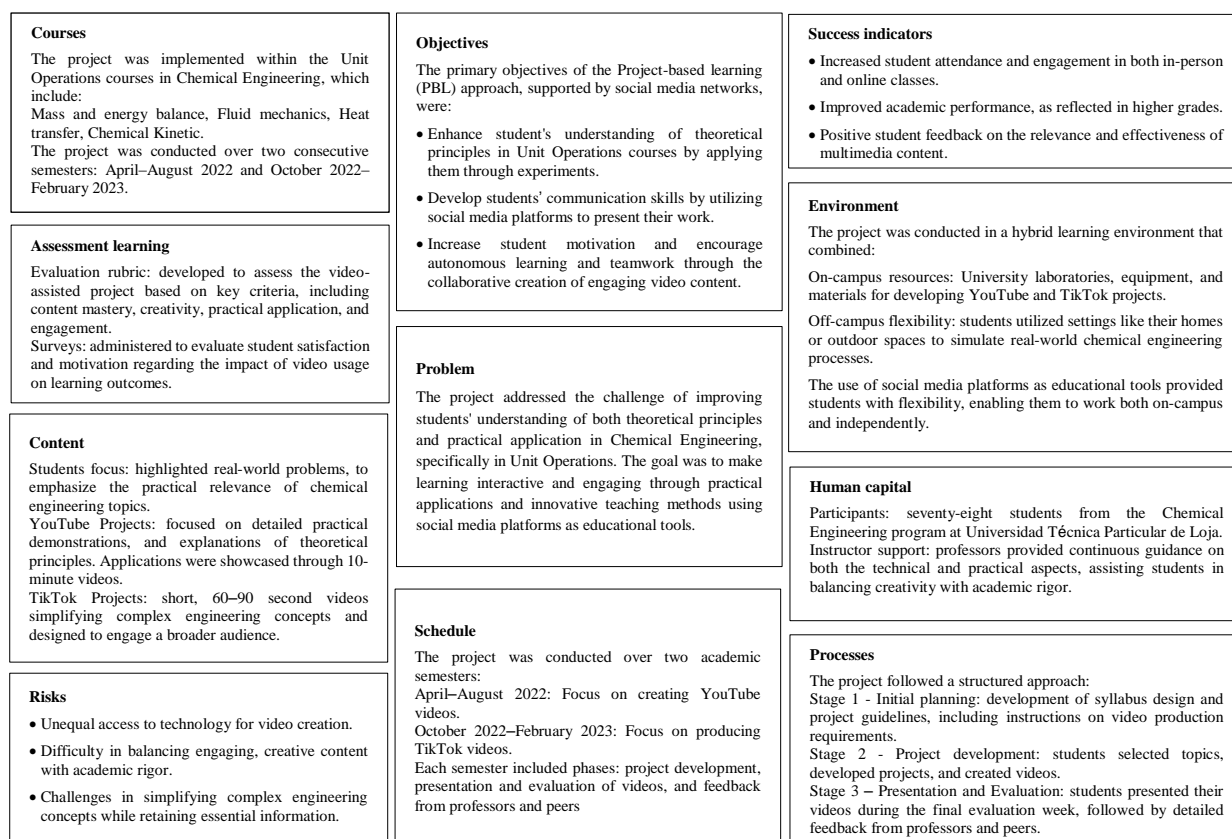 Courses
The project was implemented within the Unit
Operations courses in Chemical Engineering, which
include:
Mass and energy balance, Fluid mechanics, Heat
transfer, Chemical Kinetic.
The project was conducted over two consecutive
semesters: April–August 2022 and October 2022–
February 2023.
Assessment learning
Evaluation rubric: developed to assess the video-
assisted project based on key criteria, including
content mastery, creativity, practical application, and
engagement.
Surveys: administered to evaluate student satisfaction
and motivation regarding the impact of video usage
on learning outcomes.
Content
Students focus: highlighted real-world problems, to
emphasize the practical relevance of chemical
engineering topics.
YouTube Projects: focused on detailed practical
demonstrations, and explanations of theoretical
principles. Applications were showcased through 10-
minute videos.
TikTok Projects: short, 60–90 second videos
simplifying complex engineering concepts and
designed to engage a broader audience.
Risks
• Unequal access to technology for video creation.
• Difficulty in balancing engaging, creative content
with academic rigor.
• Challenges in simplifying complex engineering
concepts while retaining essential information.
Objectives
The primary objectives of the Project-based learning
(PBL) approach, supported by social media networks,
were:
• Enhance student's understanding of theoretical
principles in Unit Operations courses by applying
them through experiments.
• Develop students' communication skills by utilizing
social media platforms to present their work.
• Increase student motivation and encourage
autonomous learning and teamwork through the
collaborative creation of engaging video content.
Problem
The project addressed the challenge of improving
students' understanding of both theoretical principles
and practical application in Chemical Engineering,
specifically in Unit Operations. The goal was to make
learning interactive and engaging through practical
applications and innovative teaching methods using
social media platforms as educational tools.
Schedule
The project was conducted over two academic
semesters:
April–August 2022: Focus on creating YouTube
videos.
October 2022–February 2023: Focus on producing
TikTok videos.
Each semester included phases: project development,
presentation and evaluation of videos, and feedback
from professors and peers
Success indicators
• Increased student attendance and engagement in both in-person
and online classes.
• Improved academic performance, as reflected in higher grades.
• Positive student feedback on the relevance and effectiveness of
multimedia content.
Environment
The project was conducted in a hybrid learning environment that
combined:
On-campus resources: University laboratories, equipment, and
materials for developing YouTube and TikTok projects.
Off-campus flexibility: students utilized settings like their homes
or outdoor spaces to simulate real-world chemical engineering
processes.
The use of social media platforms as educational tools provided
students with flexibility, enabling them to work both on-campus
and independently.
Human capital
Participants: seventy-eight students from the Chemical
Engineering program at Universidad Técnica Particular de Loja.
Instructor support: professors provided continuous guidance on
both the technical and practical aspects, assisting students in
balancing creativity with academic rigor.
Processes
The project followed a structured approach:
Stage 1 - Initial planning: development of syllabus design and
project guidelines, including instructions on video production
requirements.
Stage 2 - Project development: students selected topics,
developed projects, and created videos.
Stage 3 – Presentation and Evaluation: students presented their
videos during the final evaluation week, followed by detailed
feedback from professors and peers.